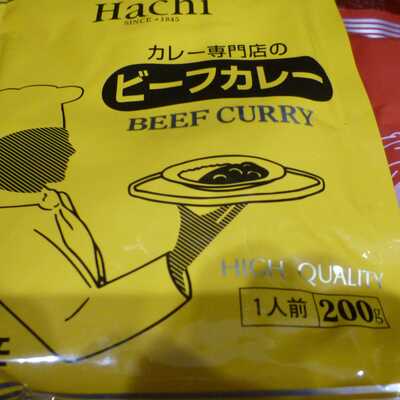 Hachi
SINCE 1845
カレー専門店の
ビーフカレー
BEEF CURRY
HIGH QUALITY
1人前 200g